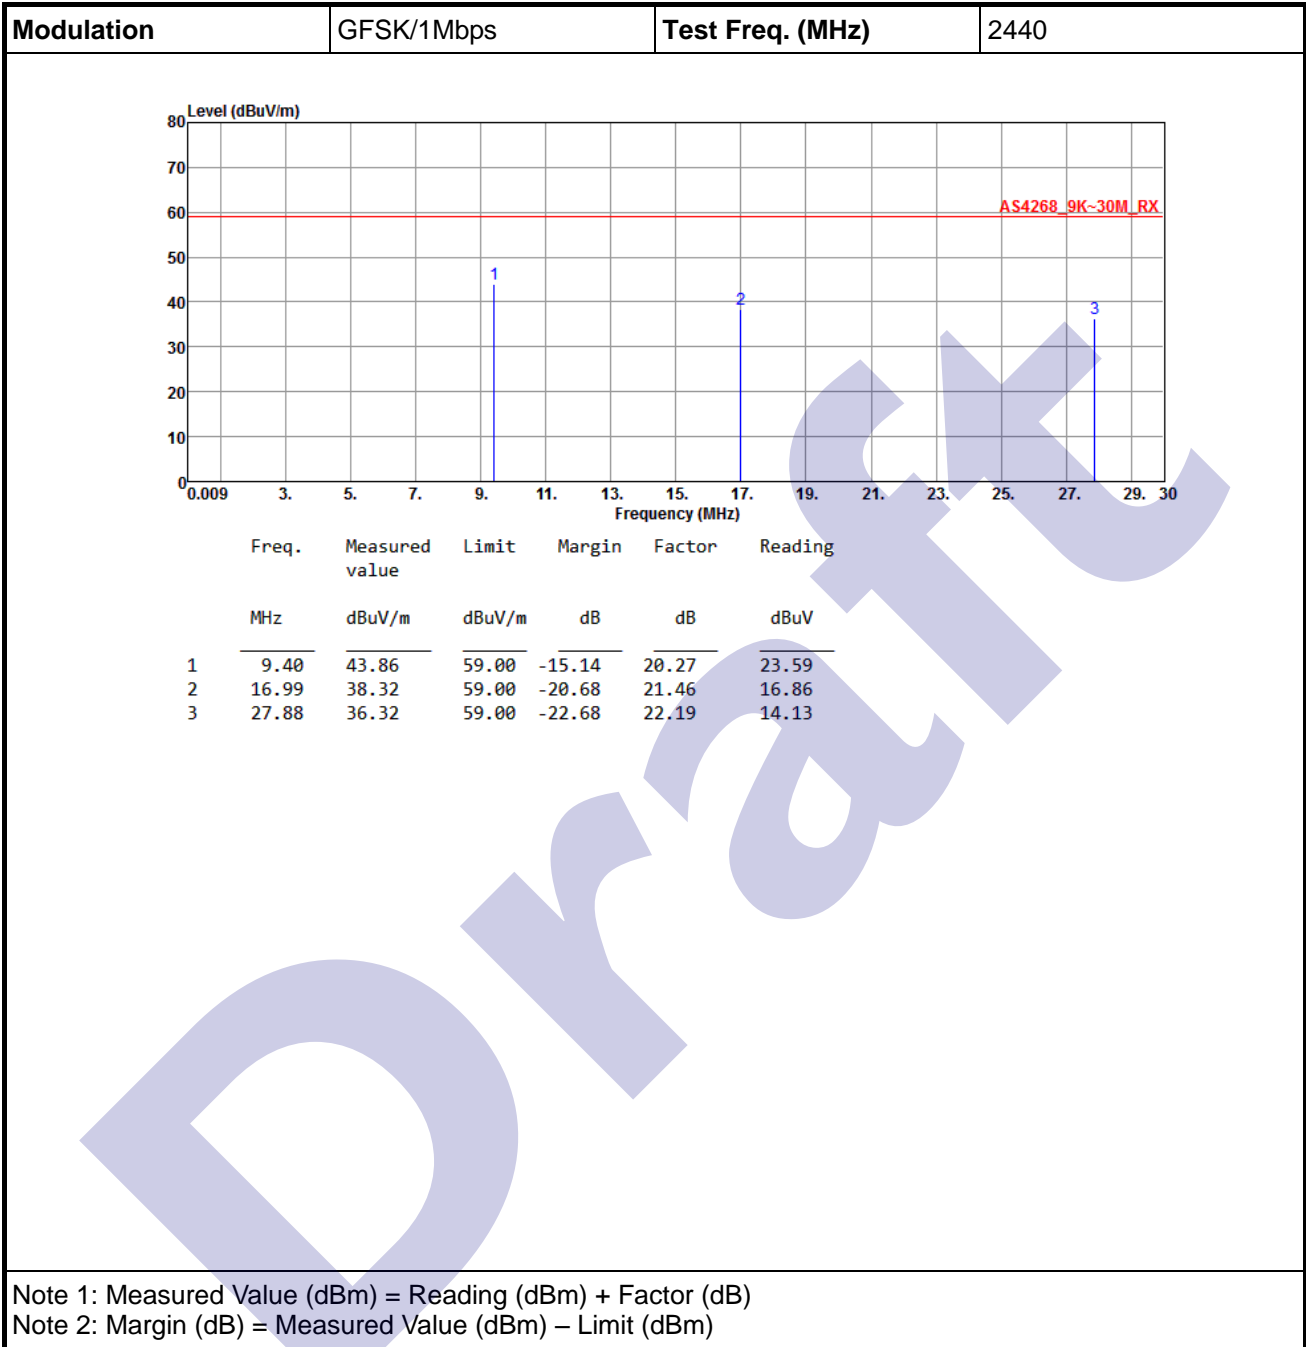 Modulation GFSK/1Mbps Test Freq. (MHz) 2440
Level (dBuV/m)
80
70
60
AS4268_9K~30M_RX
50
1
40
2
3
30
20
10
0
0.009 3. 5. 7. 9. 11. 13. 15. 17. 19. 21. 23. 25. 27. 29. 30
Frequency (MHz)
Freq. Measured Limit Margin Factor Reading
value
MHz dBuV/m dBuV/m dB dB dBuV
1 9.40 43.86 59.00 -15.14 20.27 23.59
2 16.99 38.32 59.00 -20.68 21.46 16.86
3 27.88 36.32 59.00 -22.68 22.19 14.13
Draft
Note 1: Measured Value (dBm) = Reading (dBm) + Factor (dB)
Note 2: Margin (dB) = Measured Value (dBm) – Limit (dBm)